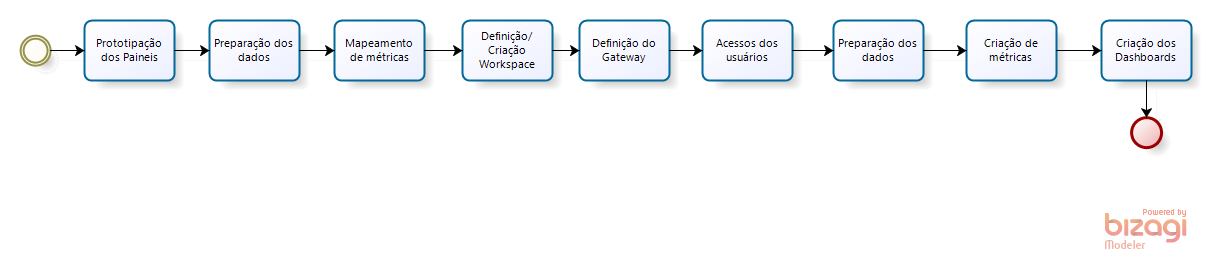 Prototipação
dos Paineis
Preparação dos
dados
Mapeamento
de métricas
Definição/
Criação
Workspace
Definição do
Gateway
Acessos dos
usuários
Preparação dos
dados
Criação de
métricas
Criação dos
Dashboards
Powered by
bizagi
Modeler